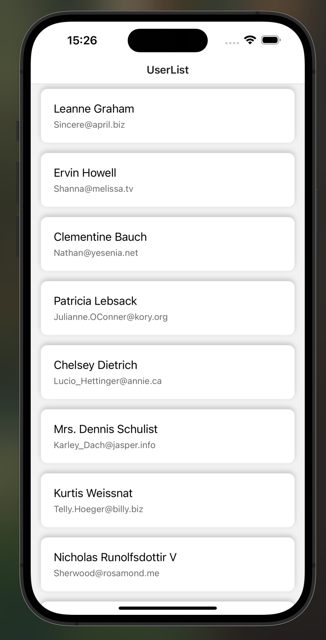 15:26
UserList
Leanne Graham
Sincere@april.biz
Ervin Howell
Shanna@melissa.tv
Clementine Bauch
Nathan@yesenia.net
Patricia Lebsack
Julianne.OConner@kory.org
Chelsey Dietrich
Lucio_Hettinger@annie.ca
Mrs. Dennis Schulist
Karley_Dach@jasper.info
Kurtis Weissnat
Telly.Hoeger@billy.biz
Nicholas Runolfsdottir V
Sherwood@rosamond.me